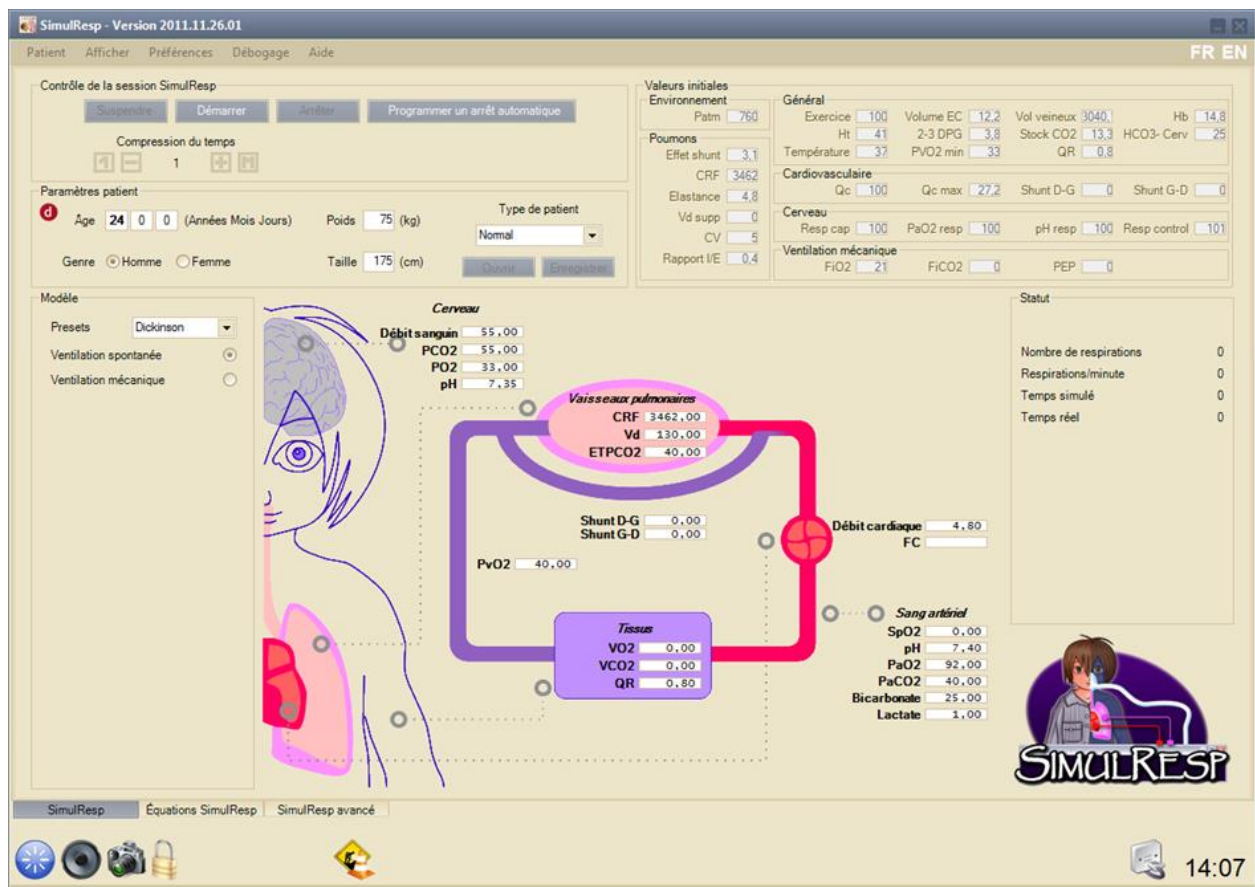 SimulResp - Version 2011.11.26.01
Patient Afficher Préférences Débogage Aide
FR EN
Contrôle de la session SimulResp
Suspendre Démarrer Arrêter Programmer un arrêt automatique
Compression du temps
1
Paramètres patient
d
Age 24 0 0 (Années Mois Jours) Poids 75 (kg)
Type de patient
Normal
Genre Homme Femme Taille 175 (cm)
Ouvrir Enregistrer
Valeurs initiales
Environnement
Patm 760
Poumons
Effet shunt 3,1
CRF 3462
Elastance 4,8
Vd supp 0
CV 5
Rapport I/E 0,4
Général
Exercice 100 Volume EC 12,2 Vol veineux 3040, Hb 14,8
Ht 41 2-3 DPG 3,8 Stock CO2 13,3 HCO3- Cerv 25
Température 37 PVO2 min 33 QR 0,8
Cardiovasculaire
Qc 100 Qc max 27,2 Shunt D-G 0 Shunt G-D 0
Cerveau
Resp cap 100 PaO2 resp 100 pH resp 100 Resp control 101
Ventilation mécanique
FiO2 21 FiCO2 0 PEP 0
Modèle
Presets Dickinson
Ventilation spontanée
Ventilation mécanique
Cerveau
Débit sanguin 55,00
PCO2 55,00
PO2 33,00
pH 7,35
Vaisseaux pulmonaires
CRF 3462,00
Vd 130,00
ETPCO2 40,00
Shunt D-G 0,00
Shunt G-D 0,00
PvO2 40,00
Débit cardiaque 4,80
FC
Tissus
VO2 0,00
VCO2 0,00
QR 0,80
Sang artériel
SpO2 0,00
pH 7,40
PaO2 92,00
PaCO2 40,00
Bicarbonate 25,00
Lactate 1,00
Statut
Nombre de respirations 0
Respirations/minute 0
Temps simulé 0
Temps réel 0
SIMULRESP
SimulResp Équations SimulResp SimulResp avancé
14:07